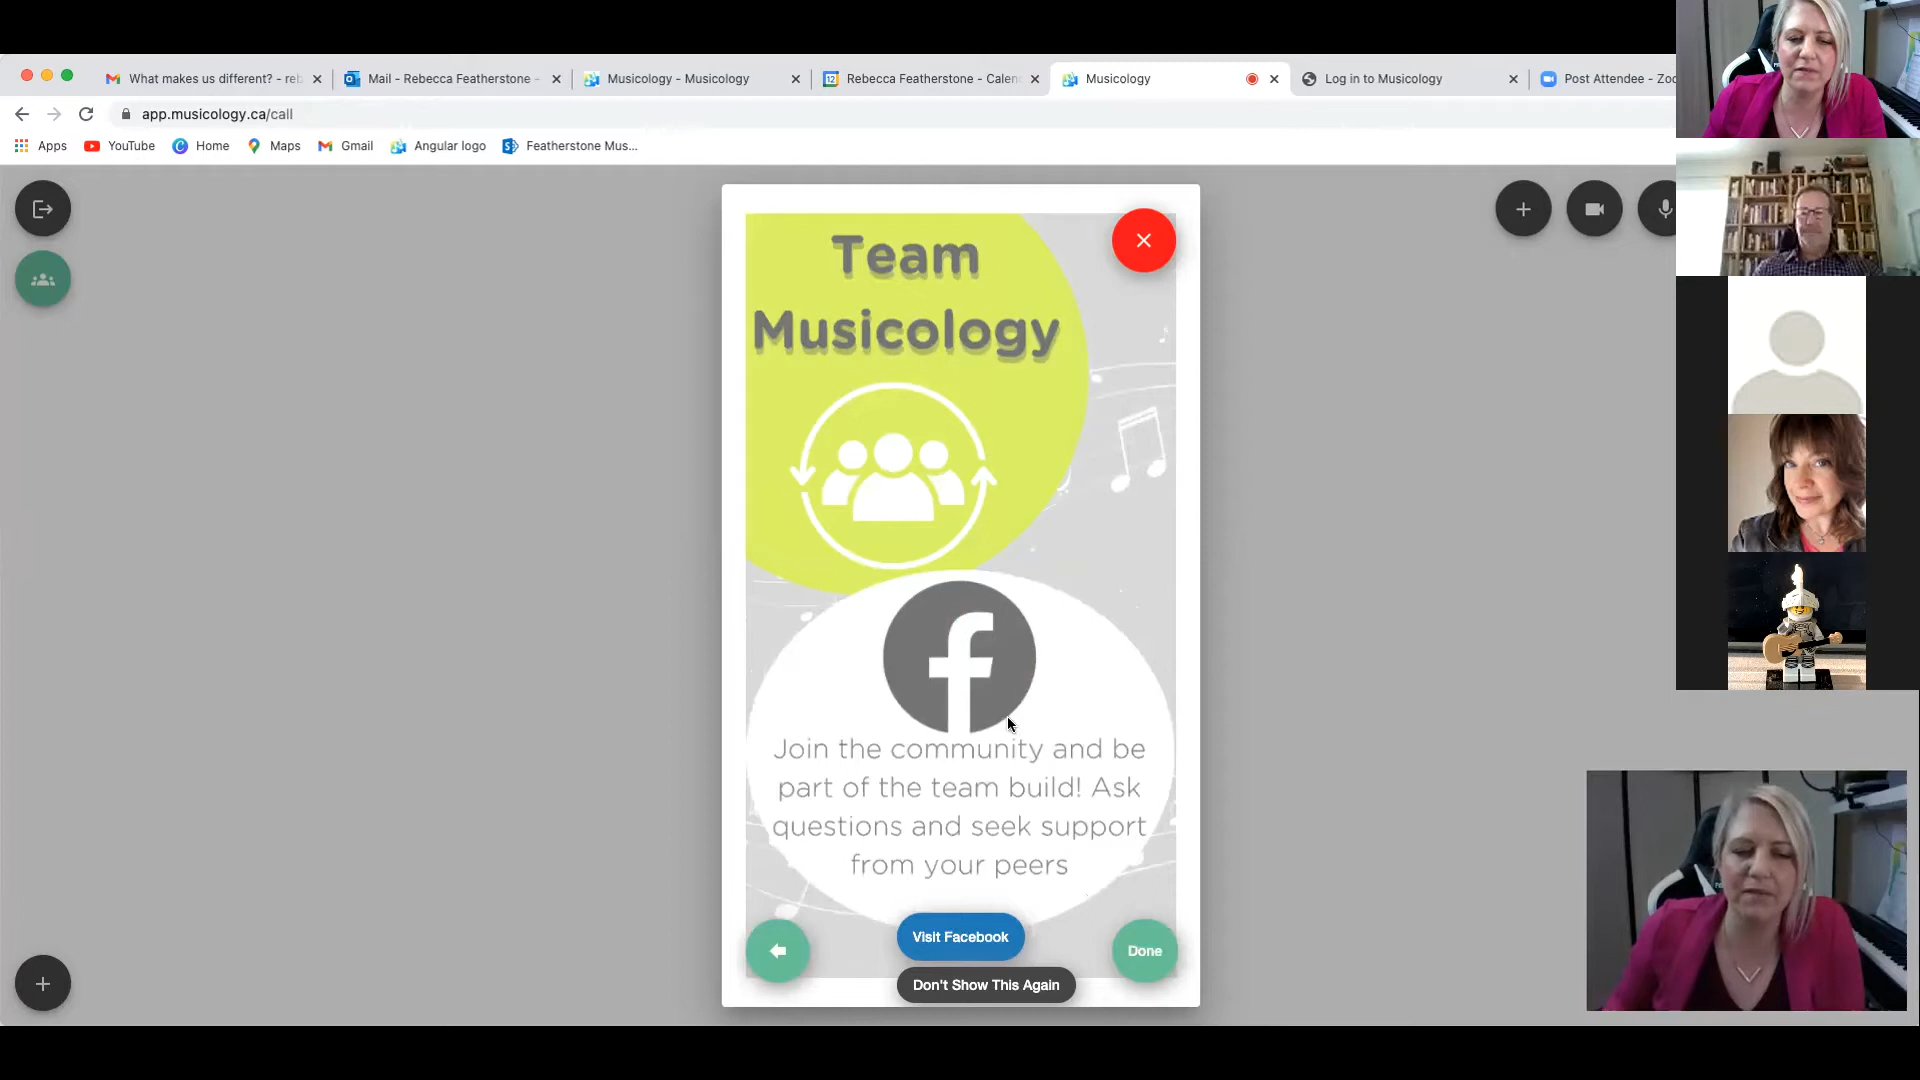 What makes us different? - reb
Mail - Rebecca Featherstone -
Musicology - Musicology
Rebecca Featherstone - Calen
Musicology
Log in to Musicology
Post Attendee - Zoo
app.musicology.ca/call
Apps
YouTube
Home
Maps
Gmail
Angular logo
Featherstone Mus...
Team
Musicology
Join the community and be
part of the team build! Ask
questions and seek support
from your peers
Visit Facebook
Done
Don't Show This Again